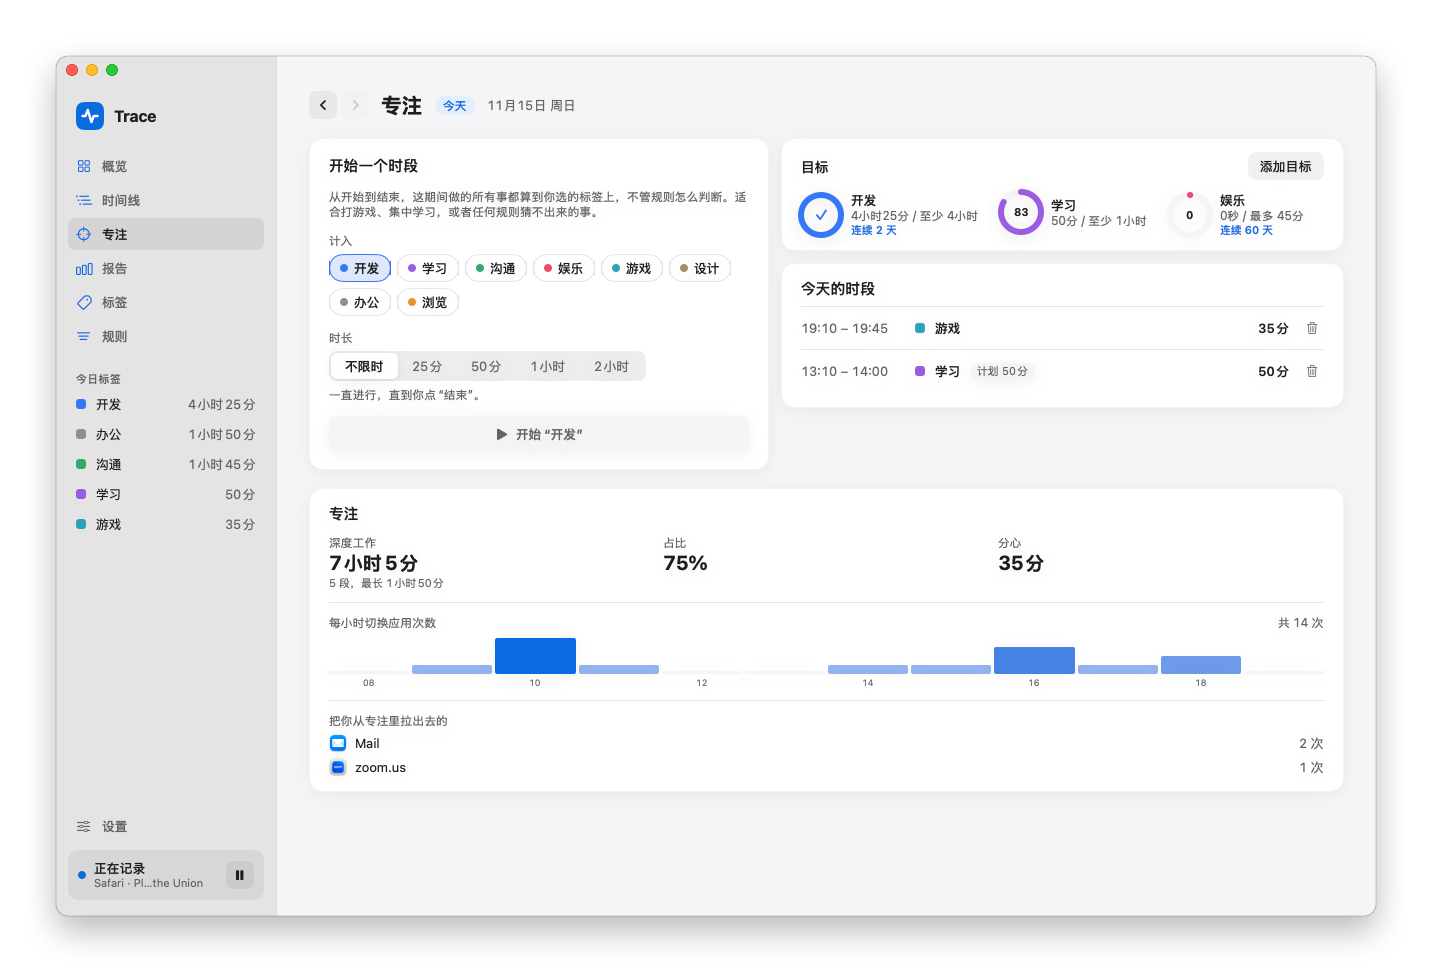 Trace
概览
时间线
专注
报告
标签
规则
今日标签
开发 4小时25分
办公 1小时50分
沟通 1小时45分
学习 50分
游戏 35分
设置
正在记录
Safari · Pl...the Union
专注 今天 11月15日 周日
开始一个时段
从开始到结束，这期间做的所有事都算到你选的标签上，不管规则怎么判断。适
合打游戏、集中学习，或者任何规则猜不出来的事。
计入
开发 学习 沟通 娱乐 游戏 设计
办公 浏览
时长
不限时 25分 50分 1小时 2小时
一直进行，直到你点“结束”。
开始“开发”
目标 添加目标
开发
4小时25分 / 至少 4小时
连续 2 天
83
学习
50分 / 至少 1小时
0
娱乐
0秒 / 最多 45分
连续 60 天
今天的时段
19:10 – 19:45 游戏 35分
13:10 – 14:00 学习 计划 50分 50分
专注
深度工作 占比 分心
7小时5分 75% 35分
5 段，最长 1小时50分
每小时切换应用次数 共 14 次
08 10 12 14 16 18
把你从专注里拉出去的
Mail 2 次
zoom.us 1 次